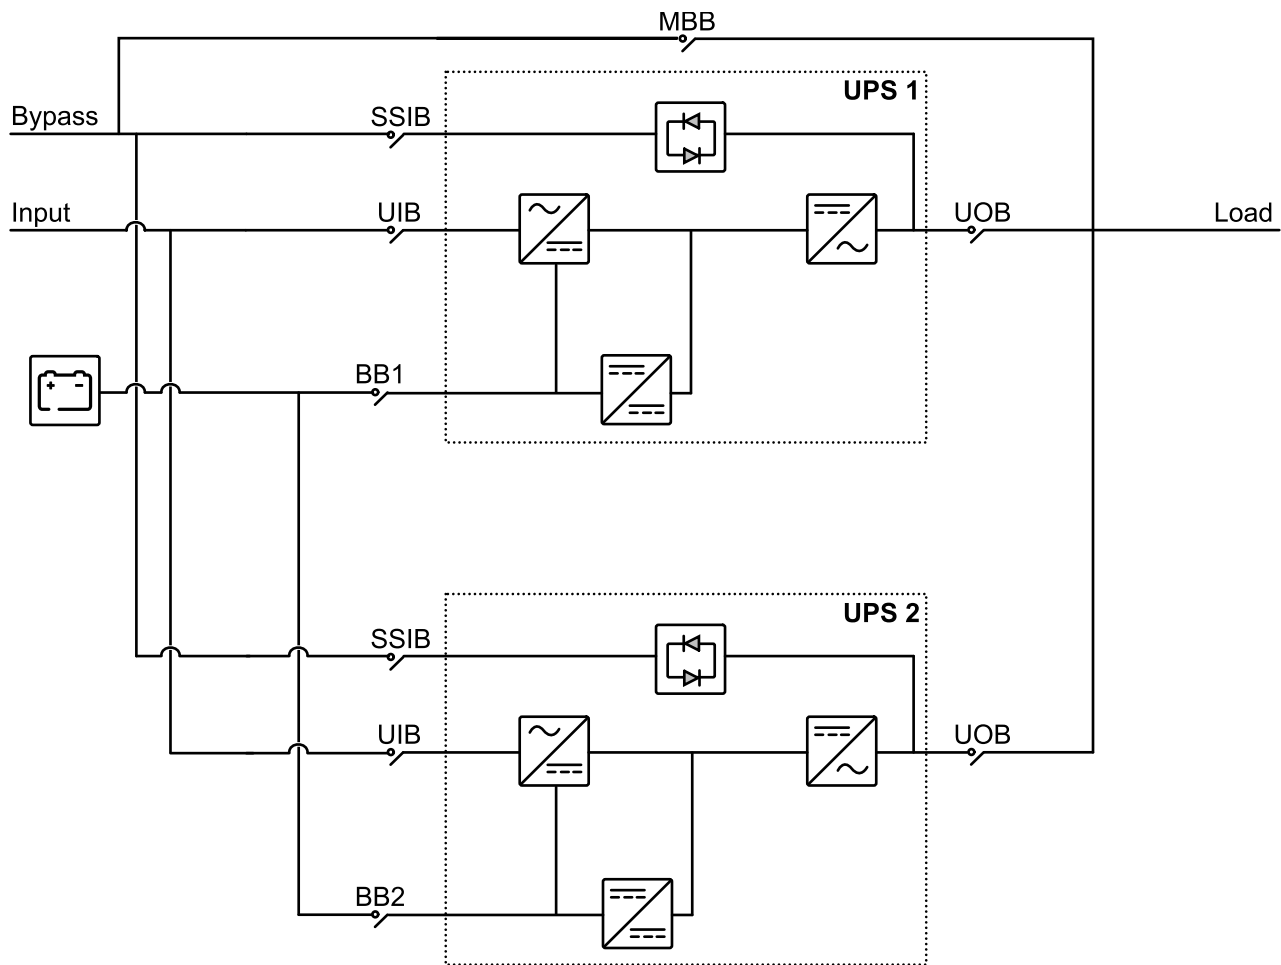 MBB
UPS 1
Bypass
SSIB
Input
UIB
UOB
Load
BB1
UPS 2
SSIB
UIB
UOB
BB2